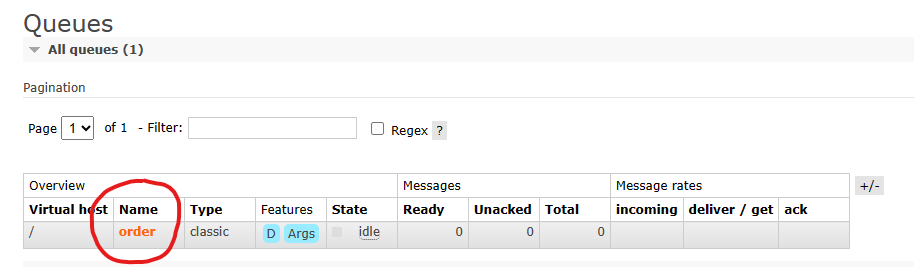 Queues
All queues (1)
Pagination
Page 1 of 1 - Filter: Regex ?
Overview Messages Message rates +/-
Virtual host Name Type Features State Ready Unacked Total incoming deliver / get ack
/ order classic D Args idle 0 0 0